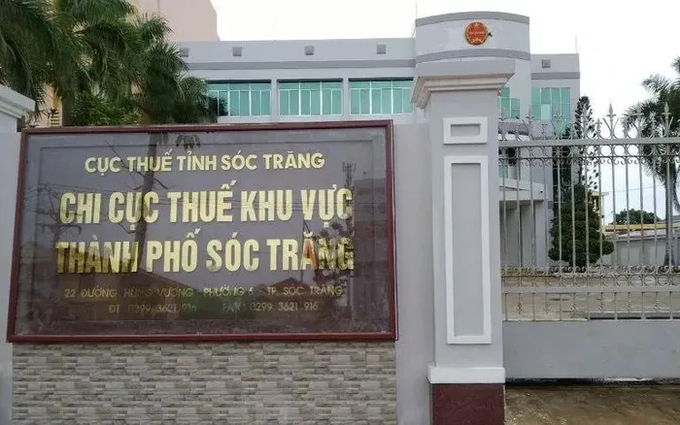 CỤC THUẾ TỈNH SÓC TRĂNG
CHI CỤC THUẾ KHU VỰC
THÀNH PHỐ SÓC TRĂNG
22 ĐƯỜNG HÙNG VƯƠNG - PHƯỜNG 6 - TP. SÓC TRĂNG
ĐT: 0299.3621.916 FAX: 0299.3621.916